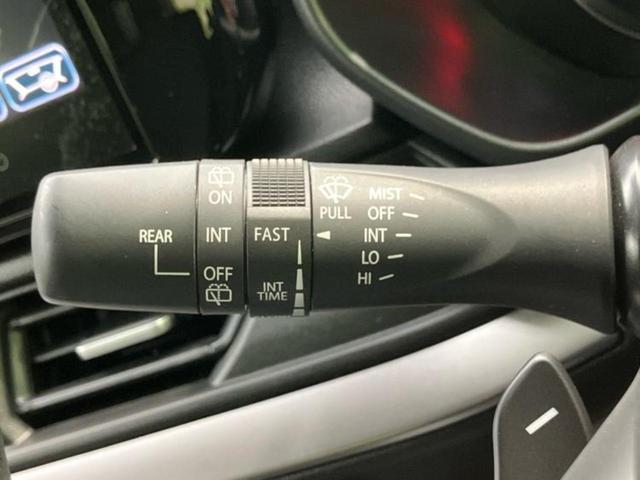 REAR
ON
INT
OFF
FAST
INT
TIME
PULL
MIST
OFF
INT
LO
HI